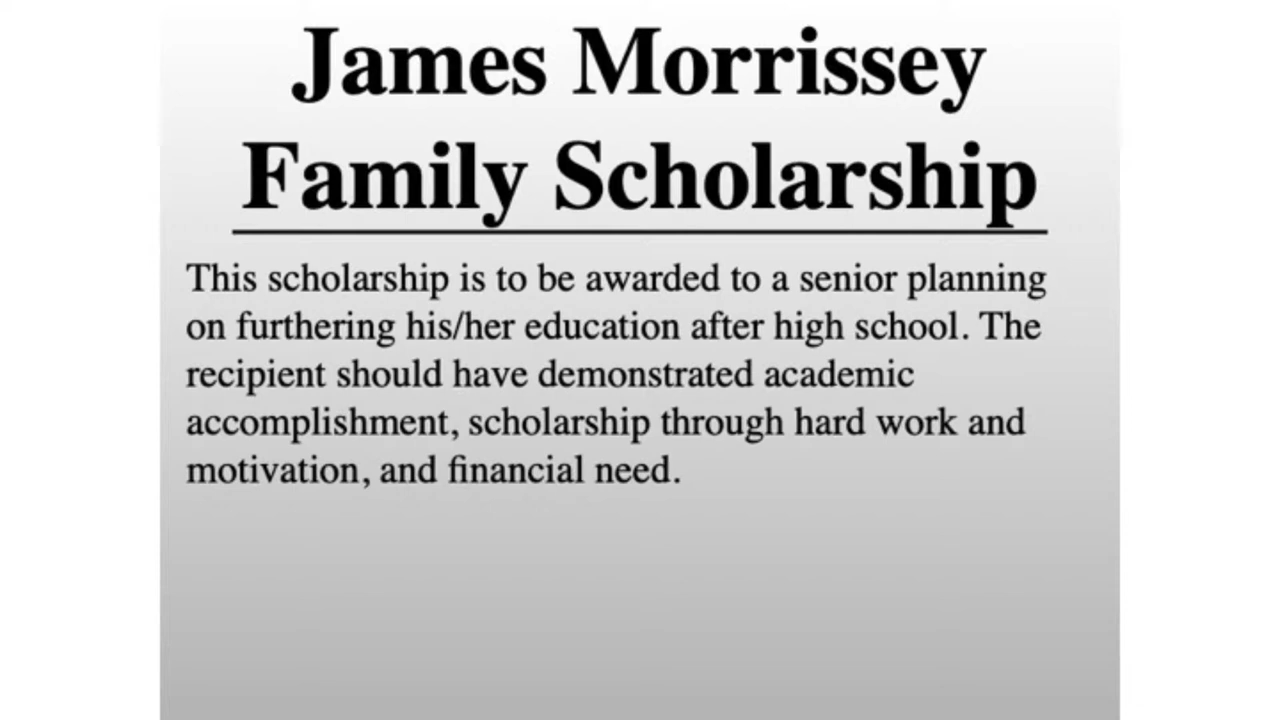 James Morrissey
Family Scholarship
This scholarship is to be awarded to a senior planning
on furthering his/her education after high school. The
recipient should have demonstrated academic
accomplishment, scholarship through hard work and
motivation, and financial need.